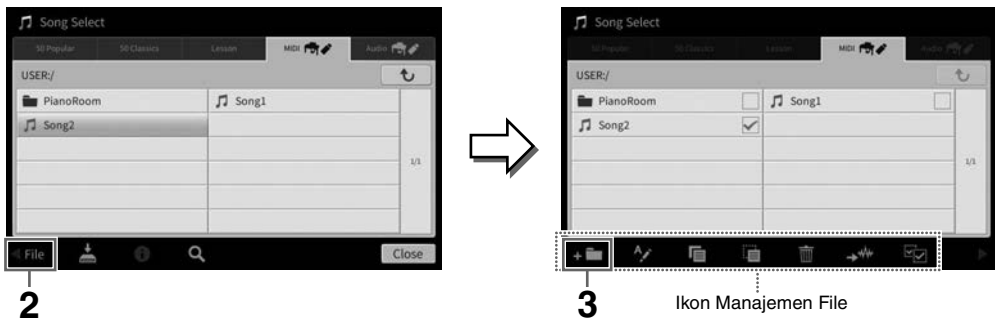 Song Select
50 Popular 50 Classics Lesson MIDI Audio
USER:/
PianoRoom Song1
Song2
1/1
File Close
2
Song Select
50 Popular 50 Classics Lesson MIDI Audio
USER:/
PianoRoom Song1
Song2
1/1
3
Ikon Manajemen File